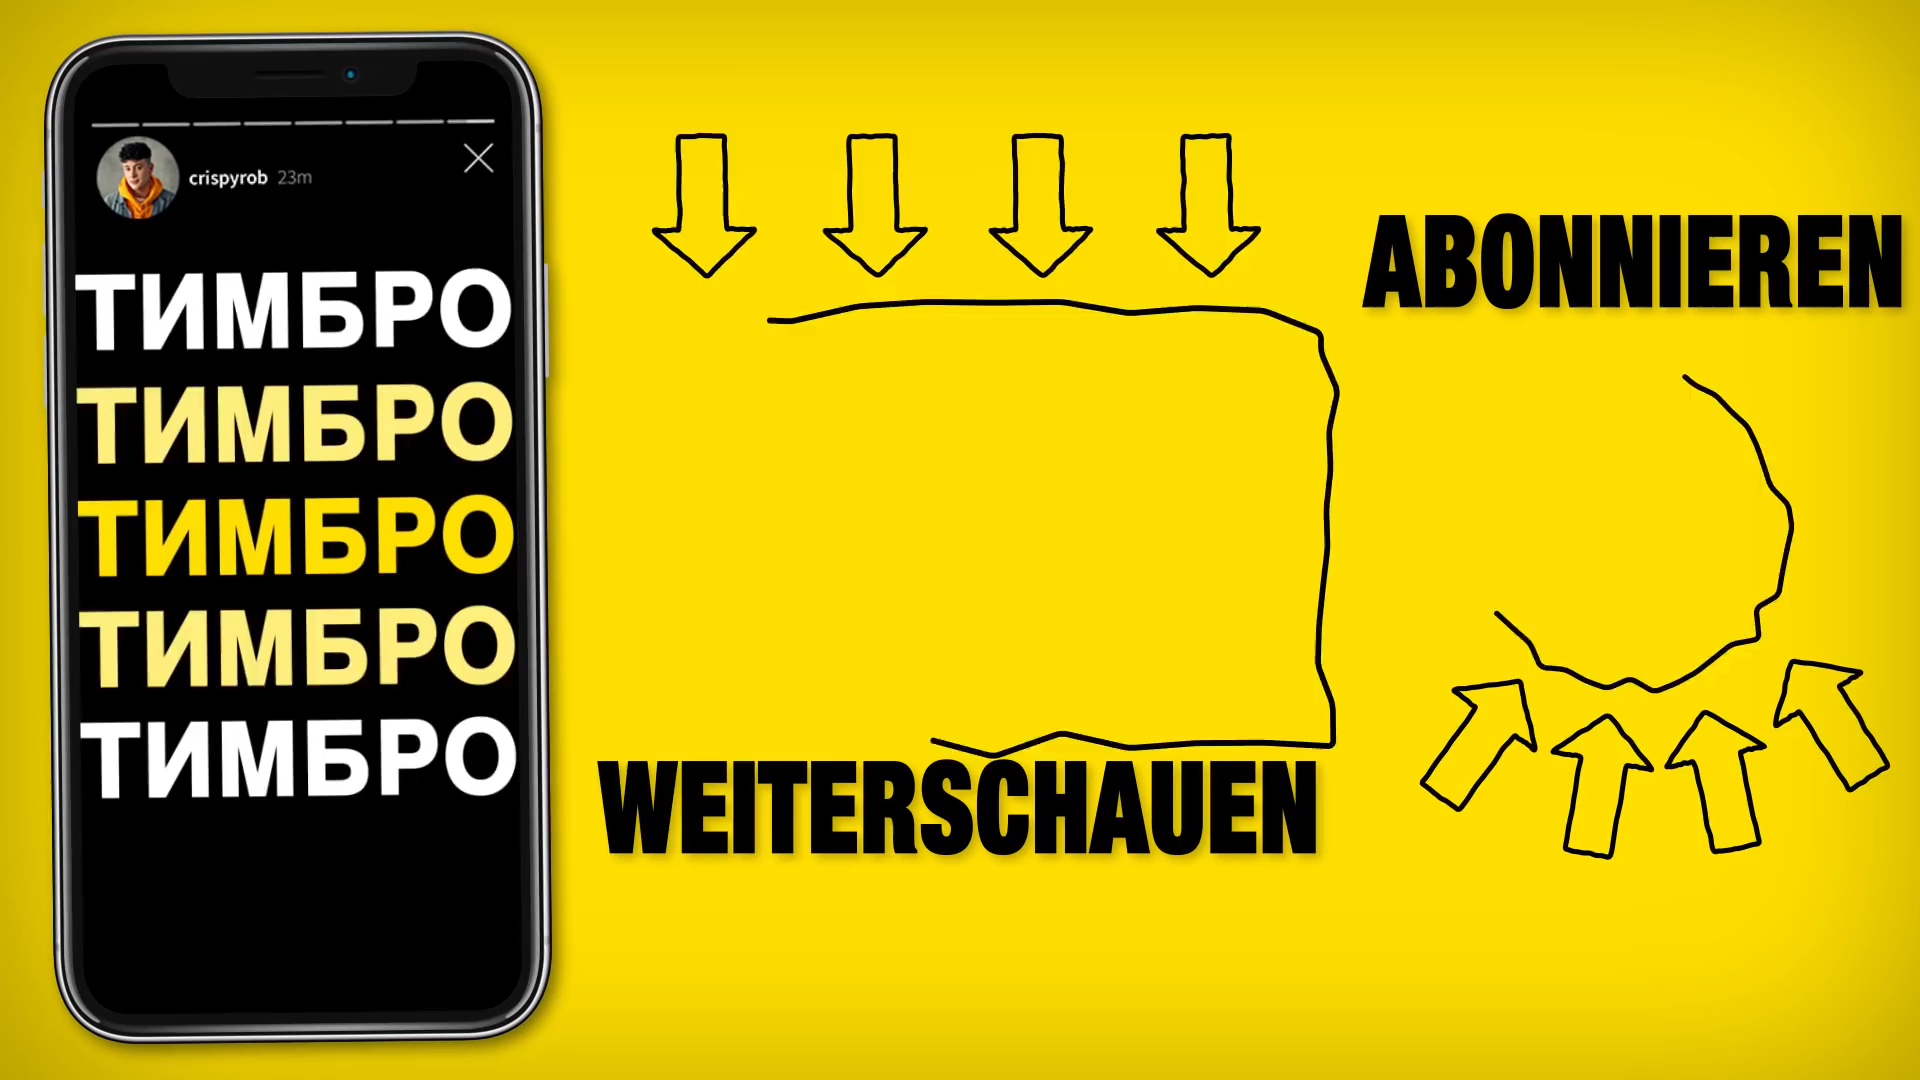 crispyrob 23m
ТИМБРО
ТИМБРО
ТИМБРО
ТИМБРО
ТИМБРО
WEITERSCHAUEN
ABONNIEREN